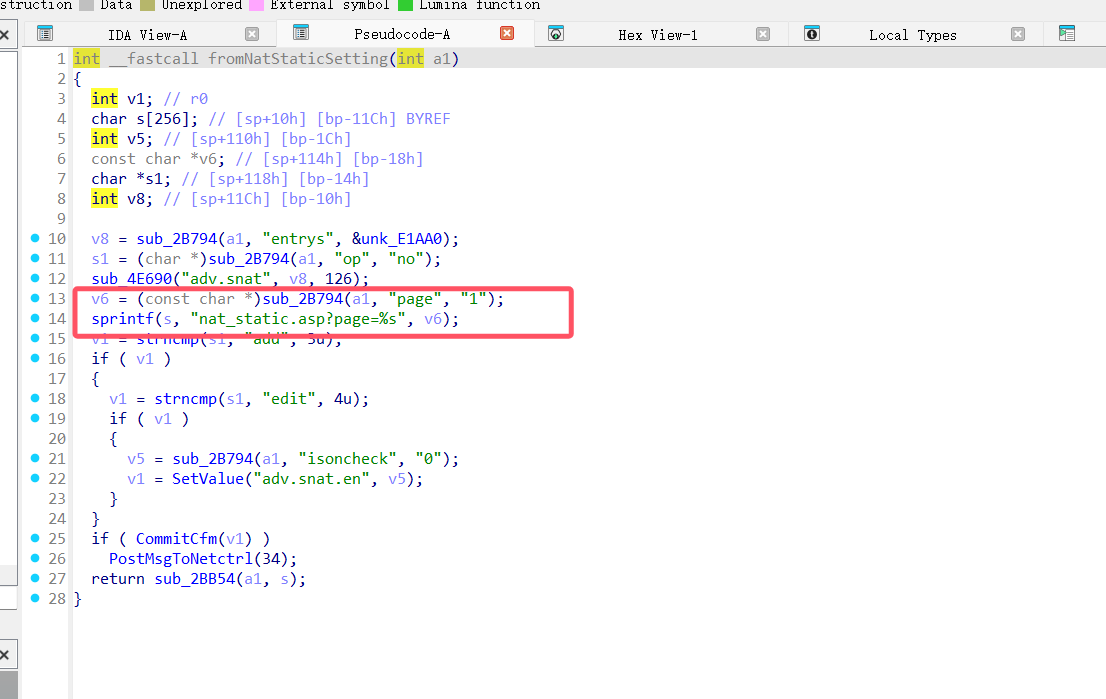 struction Data Unexplored External symbol Lumina function
IDA View-A Pseudocode-A Hex View-1 Local Types
1 int __fastcall fromNatStaticSetting(int a1)
2 {
3 int v1; // r0
4 char s[256]; // [sp+10h] [bp-11Ch] BYREF
5 int v5; // [sp+110h] [bp-1Ch]
6 const char *v6; // [sp+114h] [bp-18h]
7 char *s1; // [sp+118h] [bp-14h]
8 int v8; // [sp+11Ch] [bp-10h]
9
10 v8 = sub_2B794(a1, "entrys", &unk_E1AA0);
11 s1 = (char *)sub_2B794(a1, "op", "no");
12 sub_4E690("adv.snat", v8, 126);
13 v6 = (const char *)sub_2B794(a1, "page", "1");
14 sprintf(s, "nat_static.asp?page=%s", v6);
15 v1 = strncmp(s1, "add", 3u);
16 if ( v1 )
17 {
18 v1 = strncmp(s1, "edit", 4u);
19 if ( v1 )
20 {
21 v5 = sub_2B794(a1, "isoncheck", "0");
22 v1 = SetValue("adv.snat.en", v5);
23 }
24 }
25 if ( CommitCfm(v1) )
26 PostMsgToNetctrl(34);
27 return sub_2BB54(a1, s);
28 }